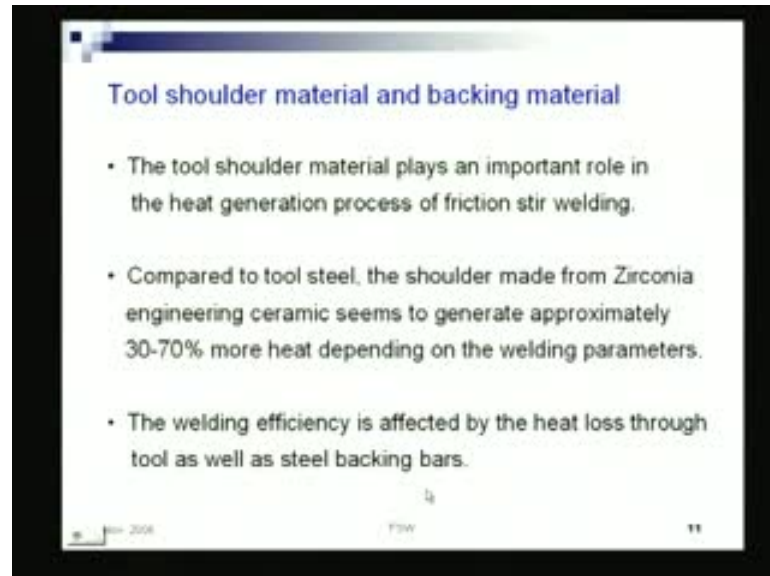 Tool shoulder material and backing material
• The tool shoulder material plays an important role in
the heat generation process of friction stir welding.
• Compared to tool steel, the shoulder made from Zirconia
engineering ceramic seems to generate approximately
30-70% more heat depending on the welding parameters.
• The welding efficiency is affected by the heat loss through
tool as well as steel backing bars.
FSW
11